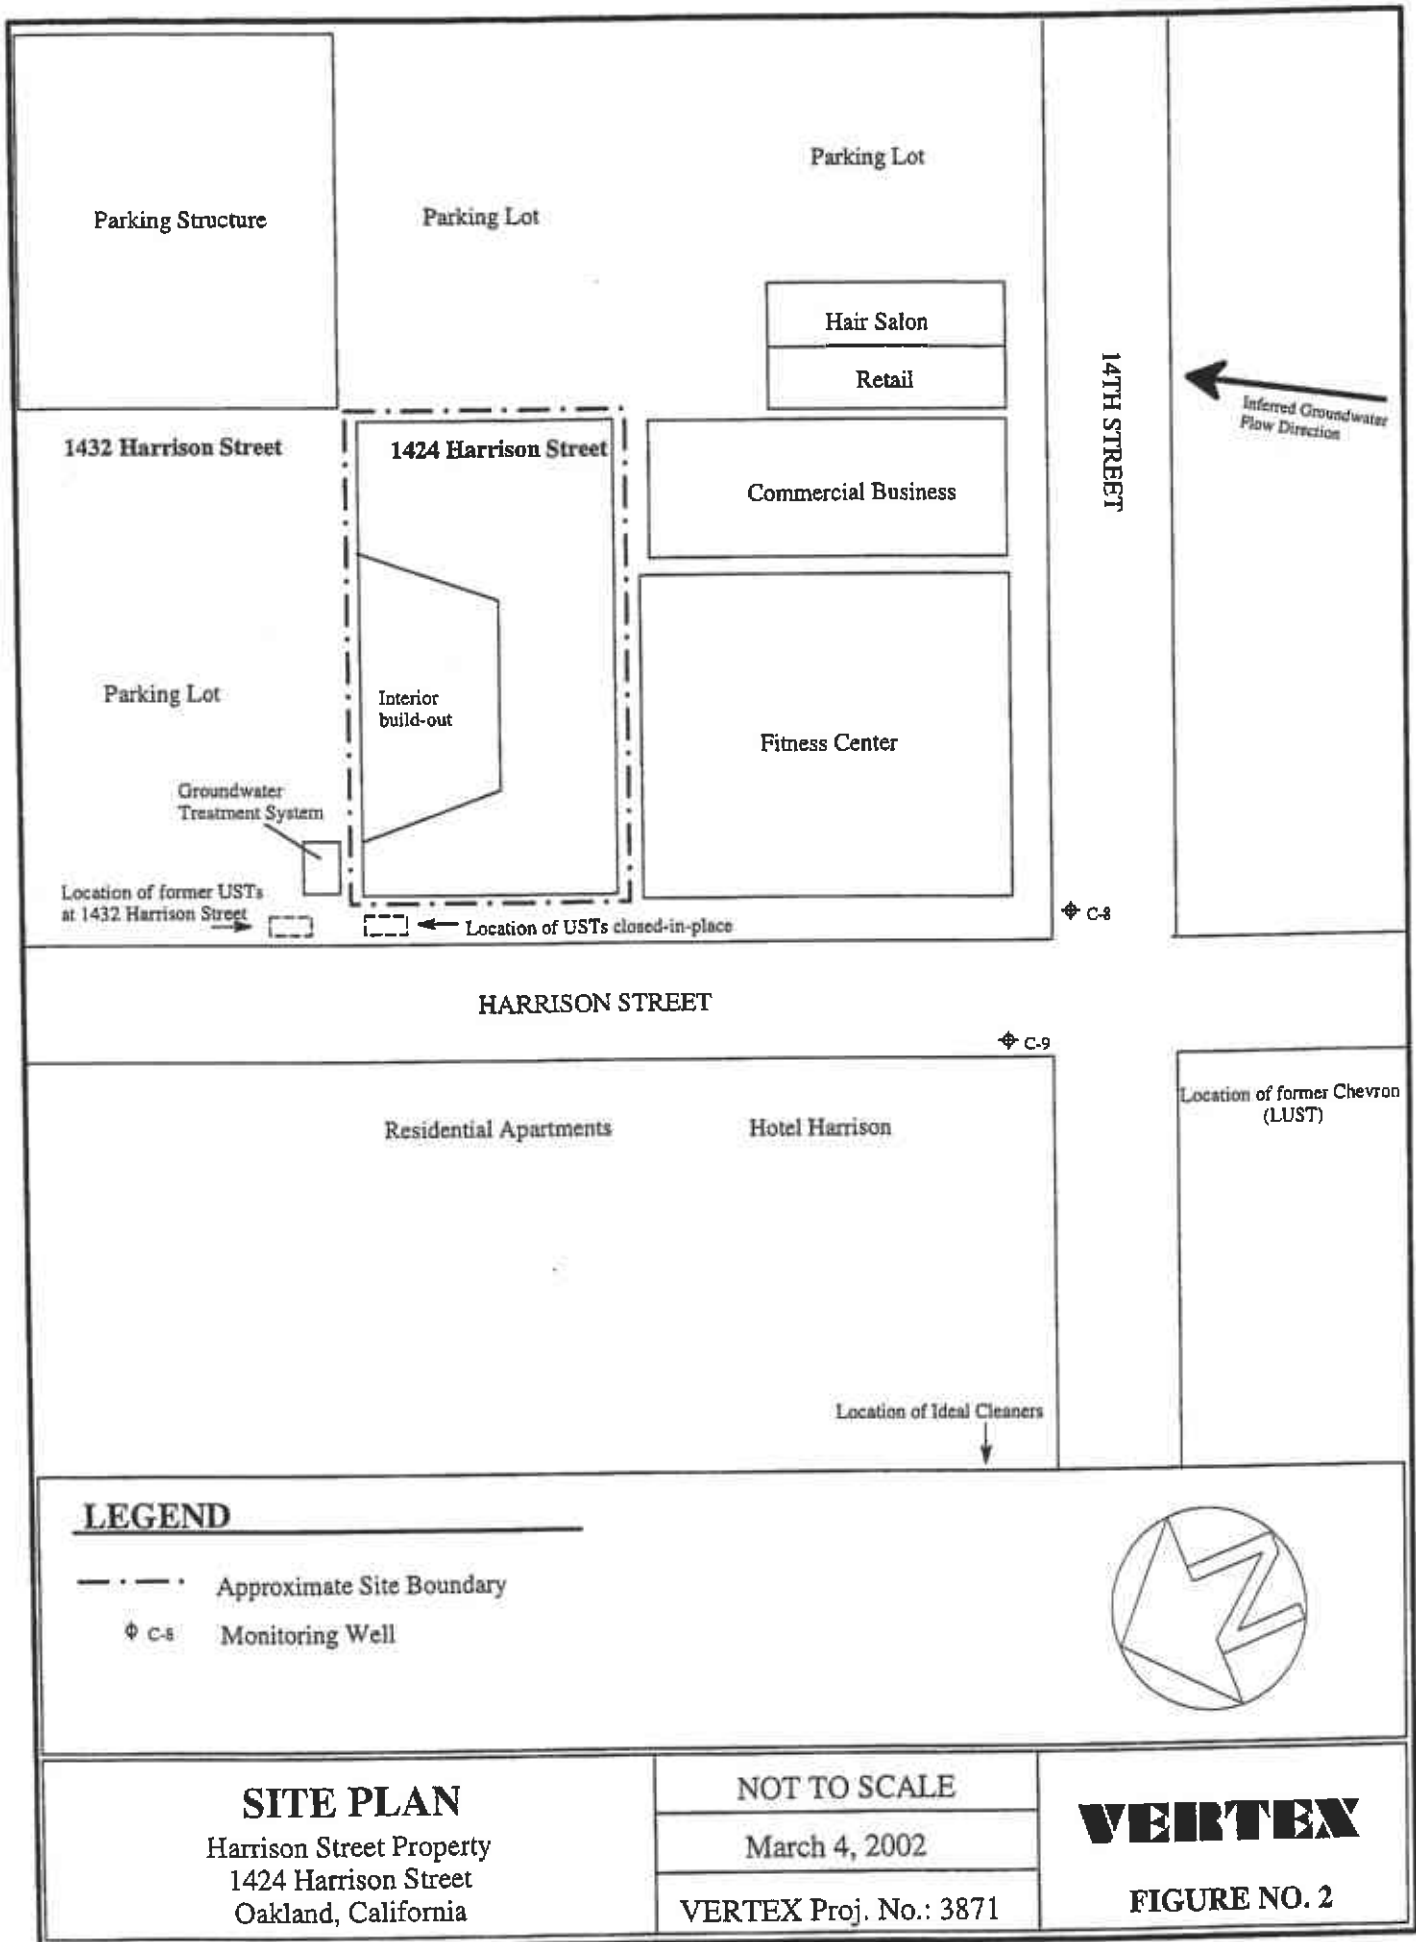 Parking Lot
Parking Structure
Parking Lot
Hair Salon
Retail
14TH STREET
Inferred Groundwater
Flow Direction
1432 Harrison Street
1424 Harrison Street
Commercial Business
Parking Lot
Interior
build-out
Fitness Center
Groundwater
Treatment System
Location of former USTs
at 1432 Harrison Street
Location of USTs closed-in-place
C-8
HARRISON STREET
C-9
Location of former Chevron
(LUST)
Residential Apartments
Hotel Harrison
Location of Ideal Cleaners
LEGEND
Approximate Site Boundary
C-8 Monitoring Well
N
SITE PLAN
Harrison Street Property
1424 Harrison Street
Oakland, California
NOT TO SCALE
March 4, 2002
VERTEX Proj. No.: 3871
VERTEX
FIGURE NO. 2